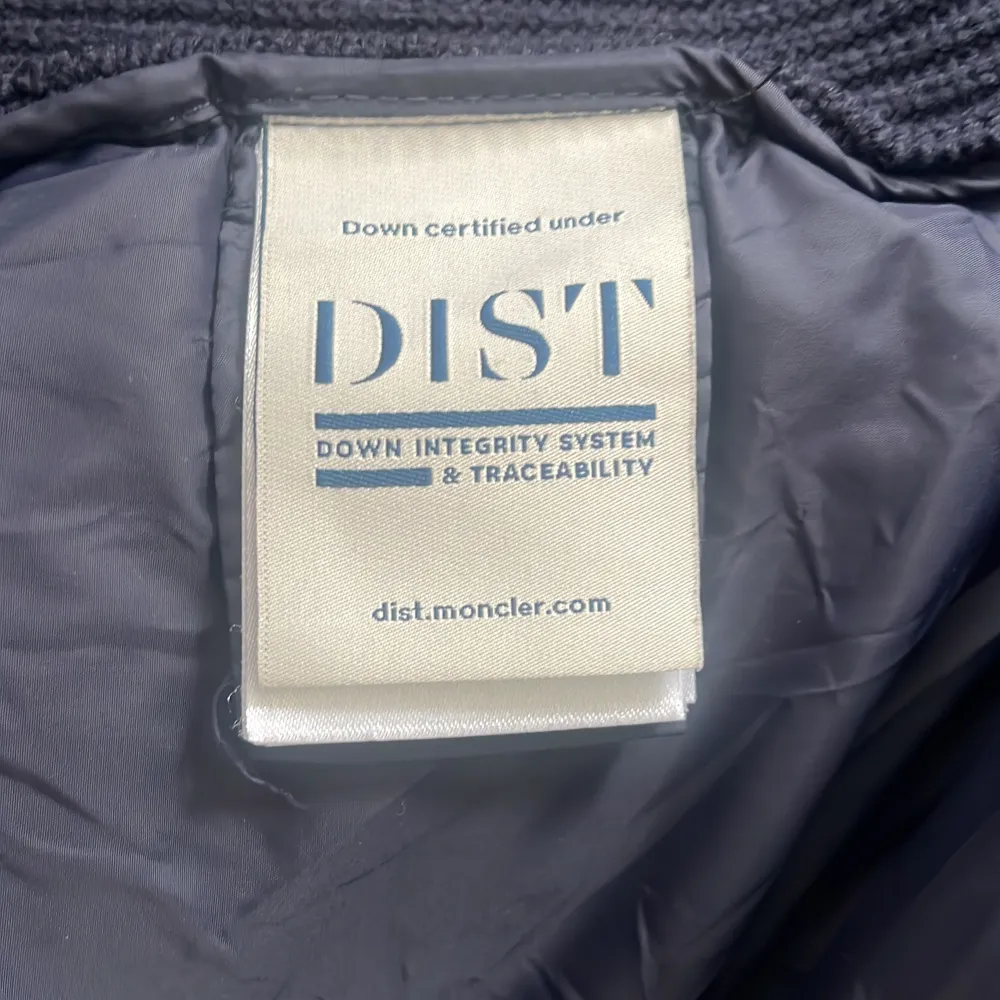 Down certified under
DIST
DOWN INTEGRITY SYSTEM
& TRACEABILITY
dist.moncler.com